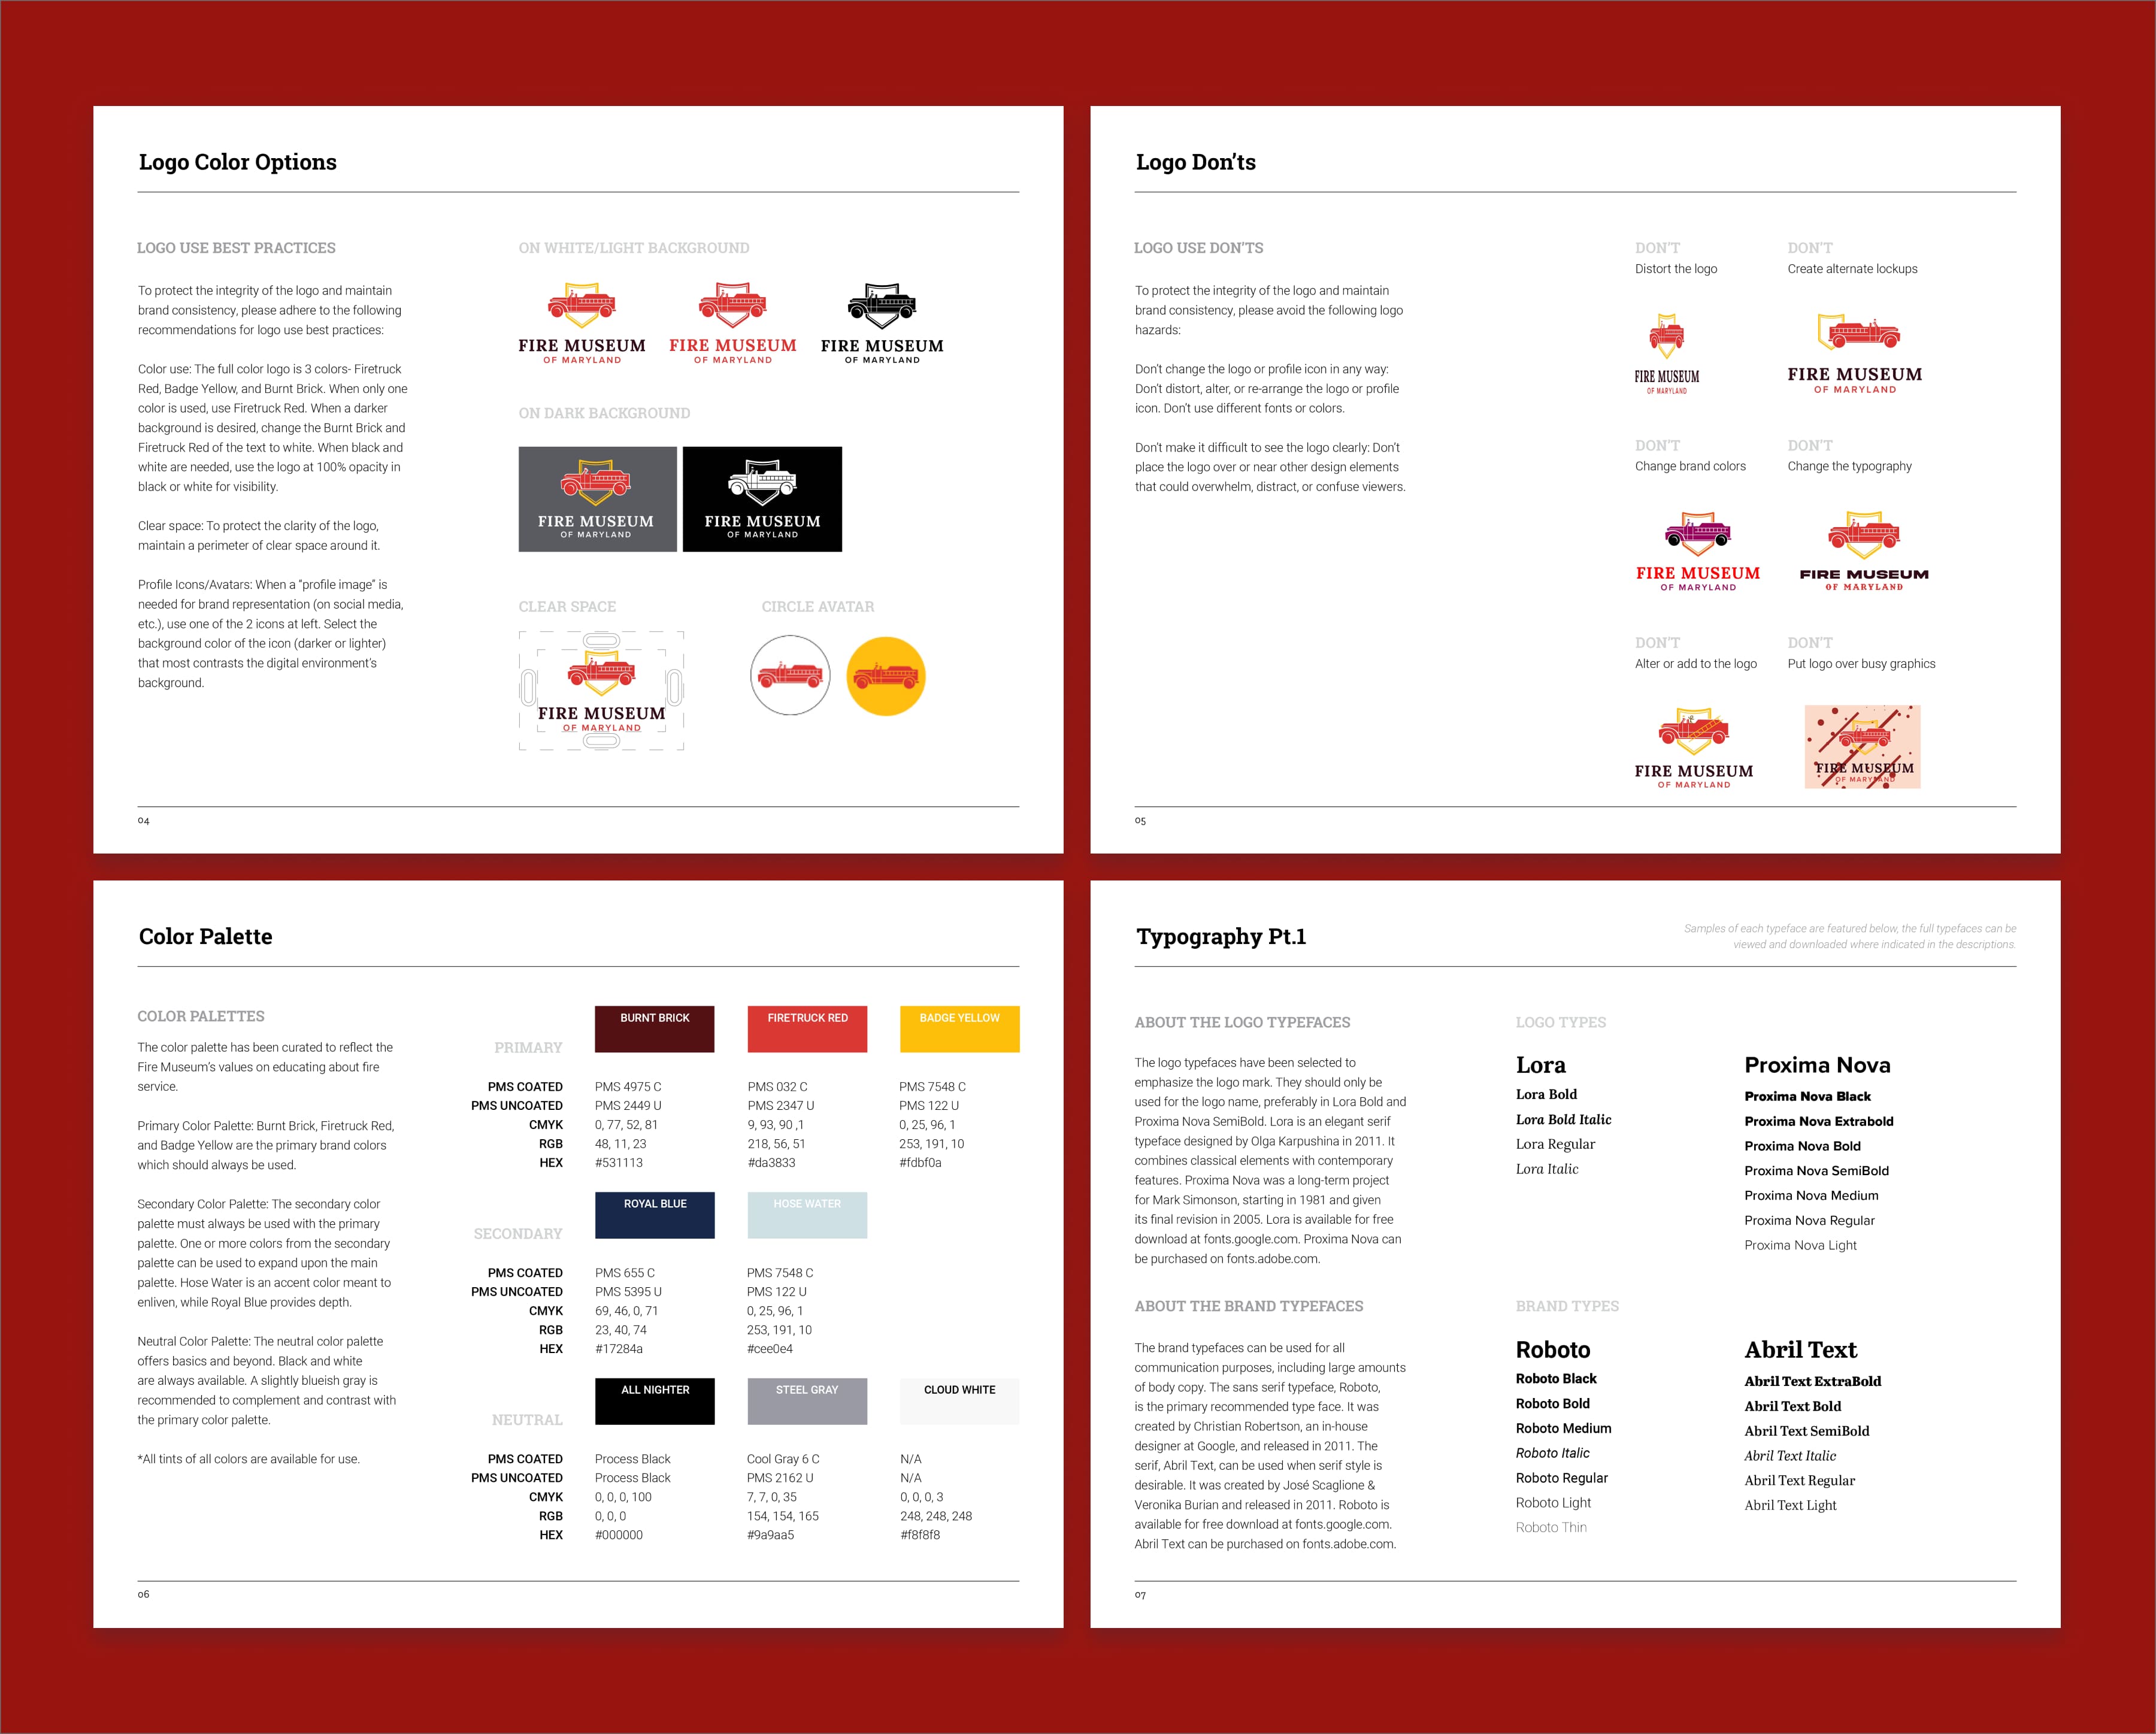 Logo Color Options
LOGO USE BEST PRACTICES
To protect the integrity of the logo and maintain
brand consistency, please adhere to the following
recommendations for logo use best practices:
Color use: The full color logo is 3 colors- Firetruck
Red, Badge Yellow, and Burnt Brick. When only one
color is used, use Firetruck Red. When a darker
background is desired, change the Burnt Brick and
Firetruck Red of the text to white. When black and
white are needed, use the logo at 100% opacity in
black or white for visibility.
Clear space: To protect the clarity of the logo,
maintain a perimeter of clear space around it.
Profile Icons/Avatars: When a "profile image" is
needed for brand representation (on social media,
etc.), use one of the 2 icons at left. Select the
background color of the icon (darker or lighter)
that most contrasts the digital environment's
background.
ON WHITE/LIGHT BACKGROUND
FIRE MUSEUM FIRE MUSEUM FIRE MUSEUM
OF MARYLAND OF MARYLAND OF MARYLAND
ON DARK BACKGROUND
FIRE MUSEUM FIRE MUSEUM
OF MARYLAND OF MARYLAND
CLEAR SPACE CIRCLE AVATAR
FIRE MUSEUM
OF MARYLAND
04
Logo Don'ts
LOGO USE DON'TS
To protect the integrity of the logo and maintain
brand consistency, please avoid the following logo
hazards:
Don't change the logo or profile icon in any way:
Don't distort, alter, or re-arrange the logo or profile
icon. Don't use different fonts or colors.
Don't make it difficult to see the logo clearly: Don't
place the logo over or near other design elements
that could overwhelm, distract, or confuse viewers.
DON'T DON'T
Distort the logo Create alternate lockups
FIRE MUSEUM FIRE MUSEUM
OF MARYLAND OF MARYLAND
DON'T DON'T
Change brand colors Change the typography
FIRE MUSEUM FIRE MUSEUM
OF MARYLAND OF MARYLAND
DON'T DON'T
Alter or add to the logo Put logo over busy graphics
FIRE MUSEUM FIRE MUSEUM
OF MARYLAND OF MARYLAND
05
Color Palette
COLOR PALETTES
The color palette has been curated to reflect the
Fire Museum's values on educating about fire
service.
Primary Color Palette: Burnt Brick, Firetruck Red,
and Badge Yellow are the primary brand colors
which should always be used.
Secondary Color Palette: The secondary color
palette must always be used with the primary
palette. One or more colors from the secondary
palette can be used to expand upon the main
palette. Hose Water is an accent color meant to
enliven, while Royal Blue provides depth.
Neutral Color Palette: The neutral color palette
offers basics and beyond. Black and white
are always available. A slightly blueish gray is
recommended to complement and contrast with
the primary color palette.
*All tints of all colors are available for use.
BURNT BRICK FIRETRUCK RED BADGE YELLOW
PRIMARY
PMS COATED PMS 4975 C PMS 032 C PMS 7548 C
PMS UNCOATED PMS 2449 U PMS 2347 U PMS 122 U
CMYK 0, 77, 52, 81 9, 93, 90 ,1 0, 25, 96, 1
RGB 48, 11, 23 218, 56, 51 253, 191, 10
HEX #531113 #da3833 #fdbf0a
ROYAL BLUE HOSE WATER
SECONDARY
PMS COATED PMS 655 C PMS 7548 C
PMS UNCOATED PMS 5395 U PMS 122 U
CMYK 69, 46, 0, 71 0, 25, 96, 1
RGB 23, 40, 74 253, 191, 10
HEX #17284a #cee0e4
ALL NIGHTER STEEL GRAY CLOUD WHITE
NEUTRAL
PMS COATED Process Black Cool Gray 6 C N/A
PMS UNCOATED Process Black PMS 2162 U N/A
CMYK 0, 0, 0, 100 7, 7, 0, 35 0, 0, 0, 3
RGB 0, 0, 0 154, 154, 165 248, 248, 248
HEX #000000 #9a9aa5 #f8f8f8
06
Typography Pt.1
Samples of each typeface are featured below, the full typefaces can be
viewed and downloaded where indicated in the descriptions.
ABOUT THE LOGO TYPEFACES
The logo typefaces have been selected to
emphasize the logo mark. They should only be
used for the logo name, preferably in Lora Bold and
Proxima Nova SemiBold. Lora is an elegant serif
typeface designed by Olga Karpushina in 2011. It
combines classical elements with contemporary
features. Proxima Nova was a long-term project
for Mark Simonson, starting in 1981 and given
its final revision in 2005. Lora is available for free
download at fonts.google.com. Proxima Nova can
be purchased on fonts.adobe.com.
LOGO TYPES
Lora
Lora Bold
Lora Bold Italic
Lora Regular
Lora Italic
Proxima Nova
Proxima Nova Black
Proxima Nova Extrabold
Proxima Nova Bold
Proxima Nova SemiBold
Proxima Nova Medium
Proxima Nova Regular
Proxima Nova Light
ABOUT THE BRAND TYPEFACES
The brand typefaces can be used for all
communication purposes, including large amounts
of body copy. The sans serif typeface, Roboto,
is the primary recommended type face. It was
created by Christian Robertson, an in-house
designer at Google, and released in 2011. The
serif, Abril Text, can be used when serif style is
desirable. It was created by José Scaglione &
Veronika Burian and released in 2011. Roboto is
available for free download at fonts.google.com.
Abril Text can be purchased on fonts.adobe.com.
BRAND TYPES
Roboto
Roboto Black
Roboto Bold
Roboto Medium
Roboto Italic
Roboto Regular
Roboto Light
Roboto Thin
Abril Text
Abril Text ExtraBold
Abril Text Bold
Abril Text SemiBold
Abril Text Italic
Abril Text Regular
Abril Text Light
07